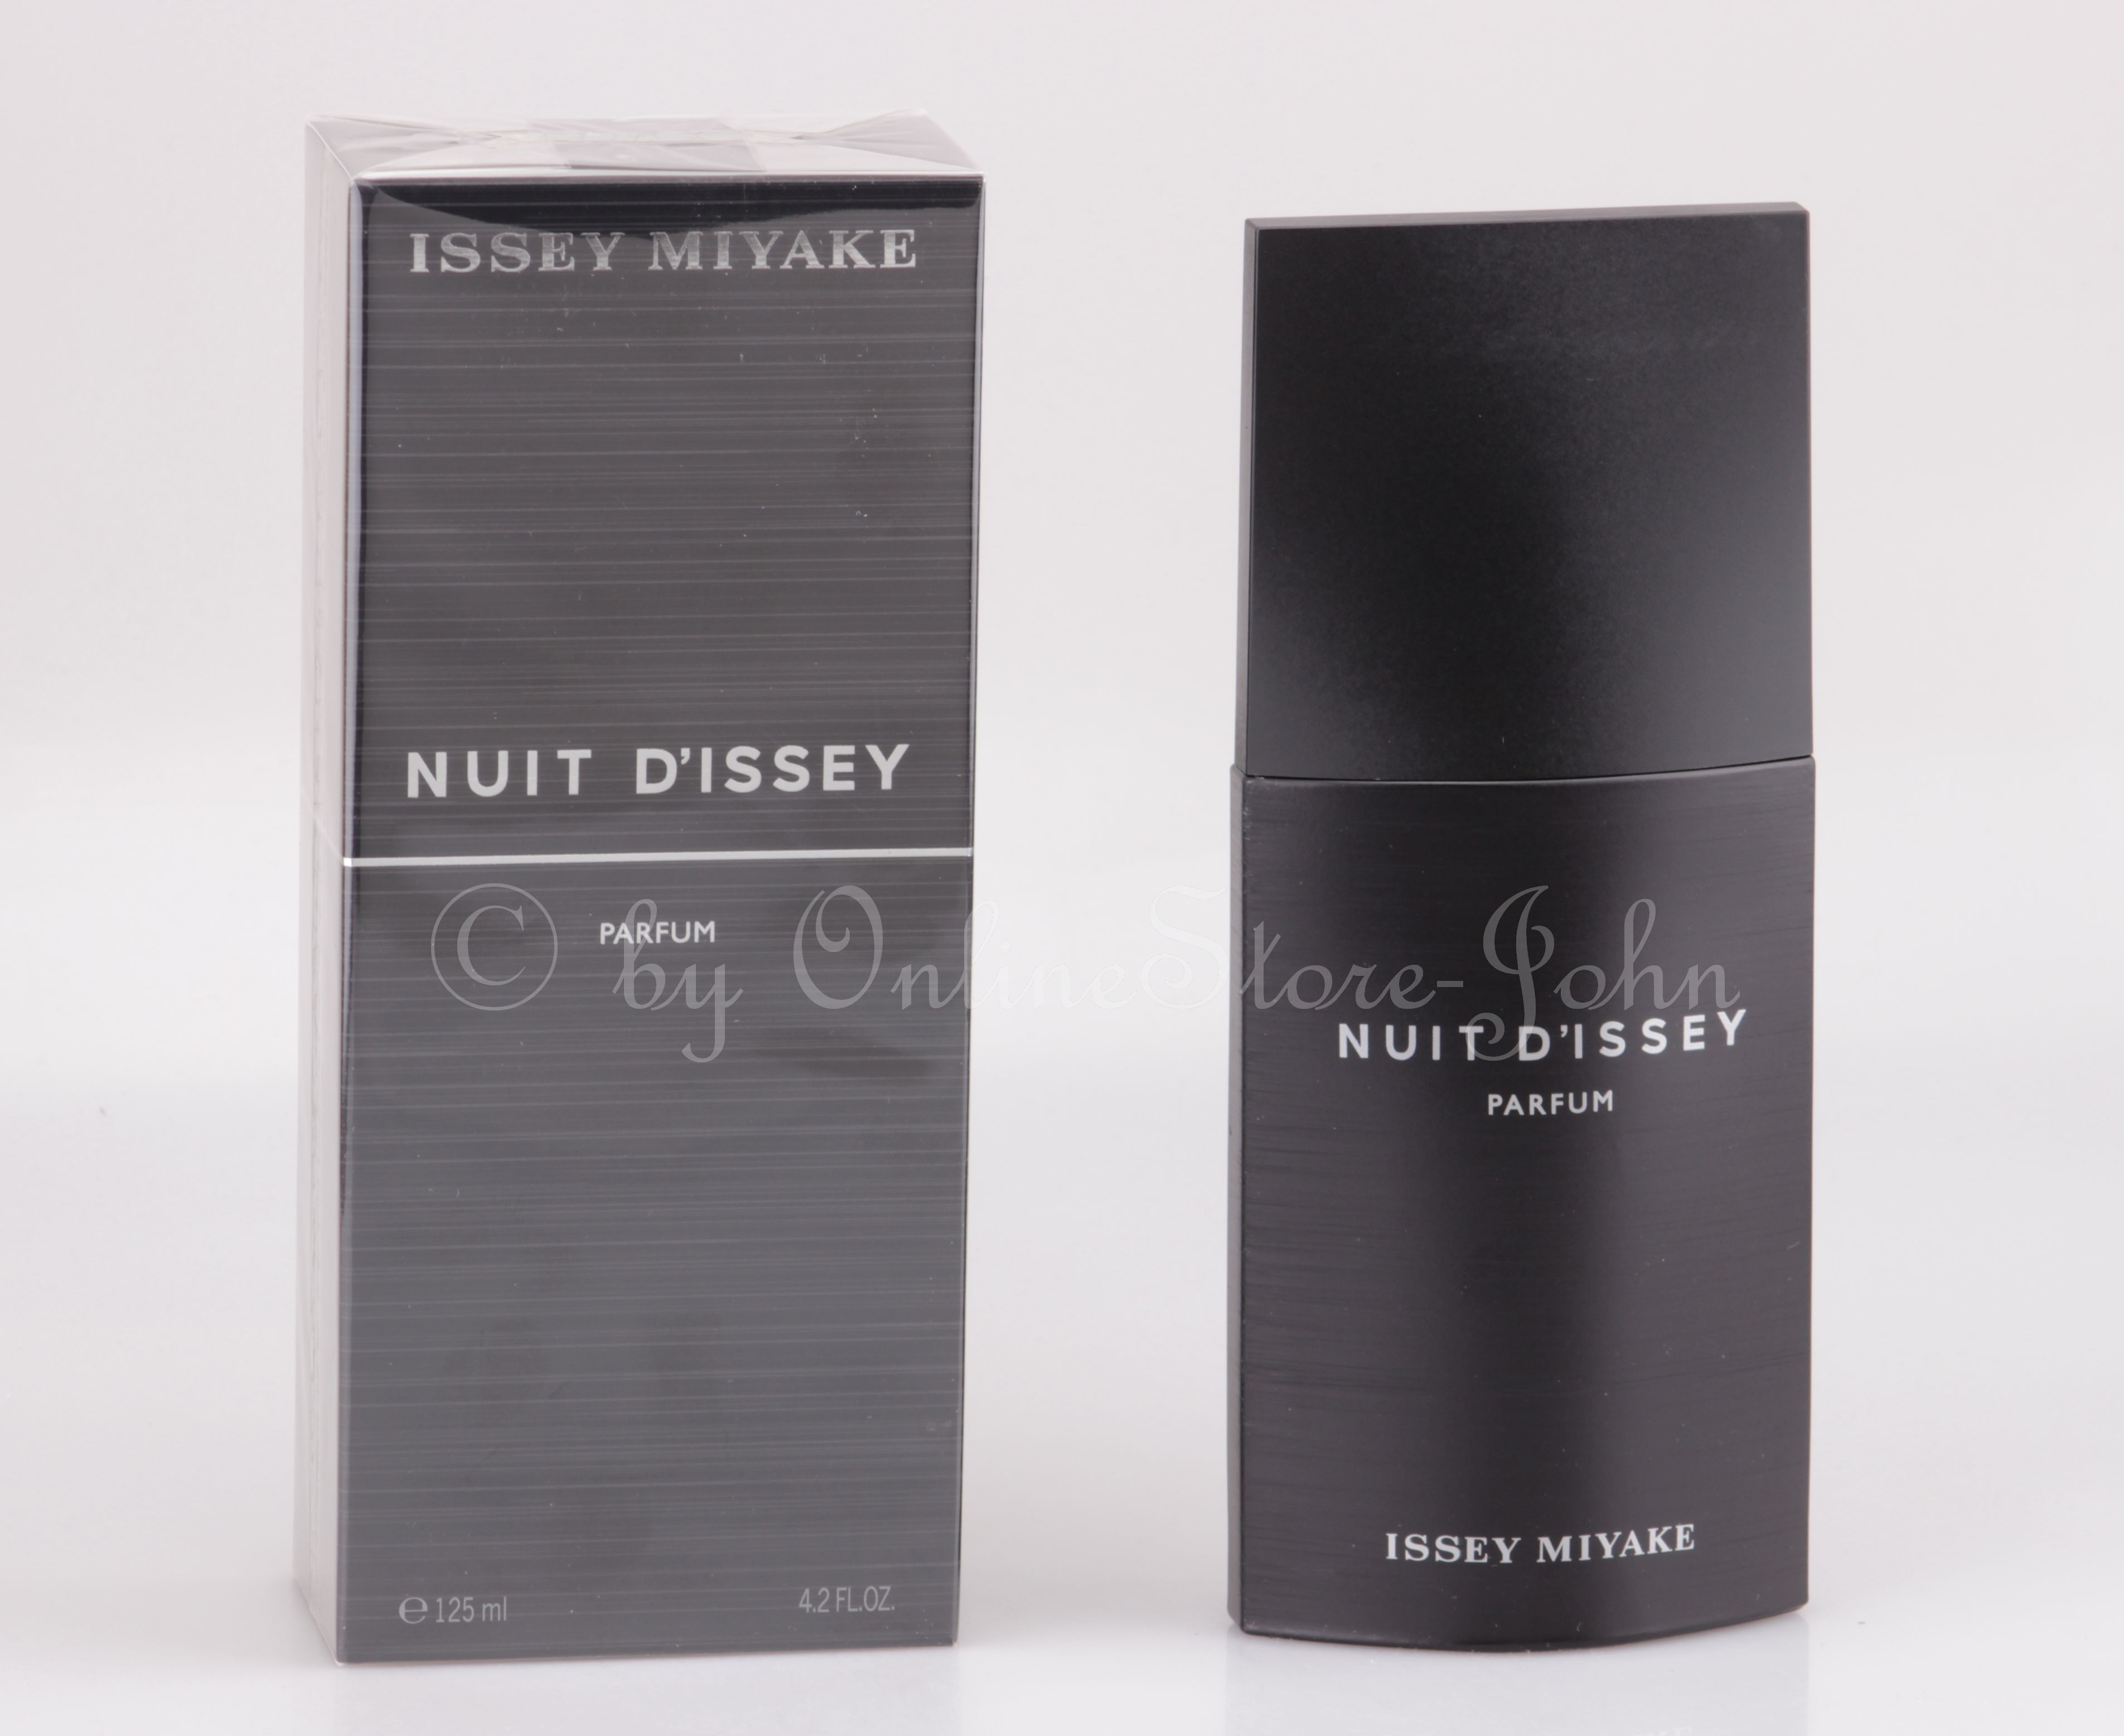 ISSEY MIYAKE
NUIT D'ISSEY
PARFUM
℮ 125 ml 4.2 FL.OZ.
© by OnlineStore-John
NUIT D'ISSEY
PARFUM
ISSEY MIYAKE